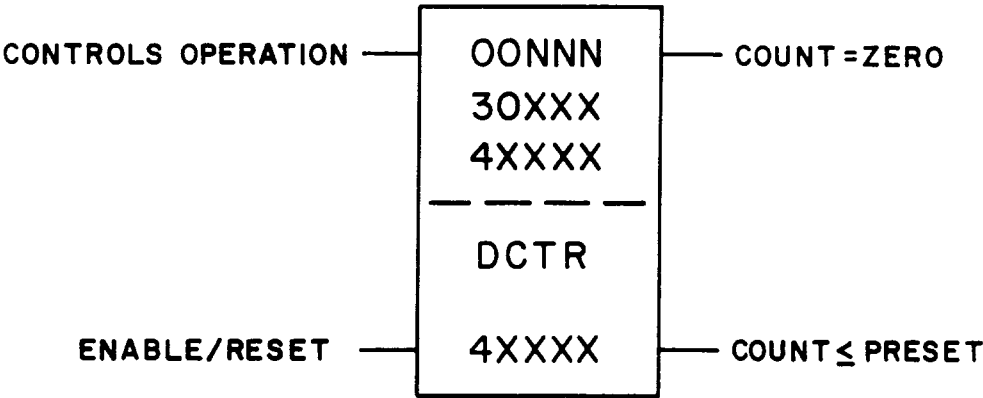 CONTROLS OPERATION
OONNN
COUNT=ZERO
30XXX
4XXXX
DCTR
ENABLE/RESET
4XXXX
COUNT≤PRESET